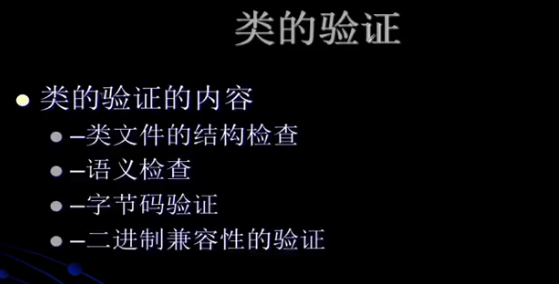 类的验证
类的验证的内容
–类文件的结构检查
–语义检查
–字节码验证
–二进制兼容性的验证